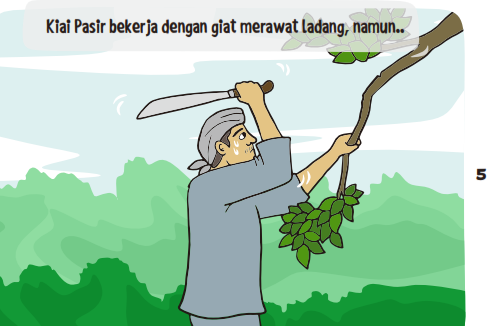 Kiai Pasir bekerja dengan giat merawat ladang, namun..
5